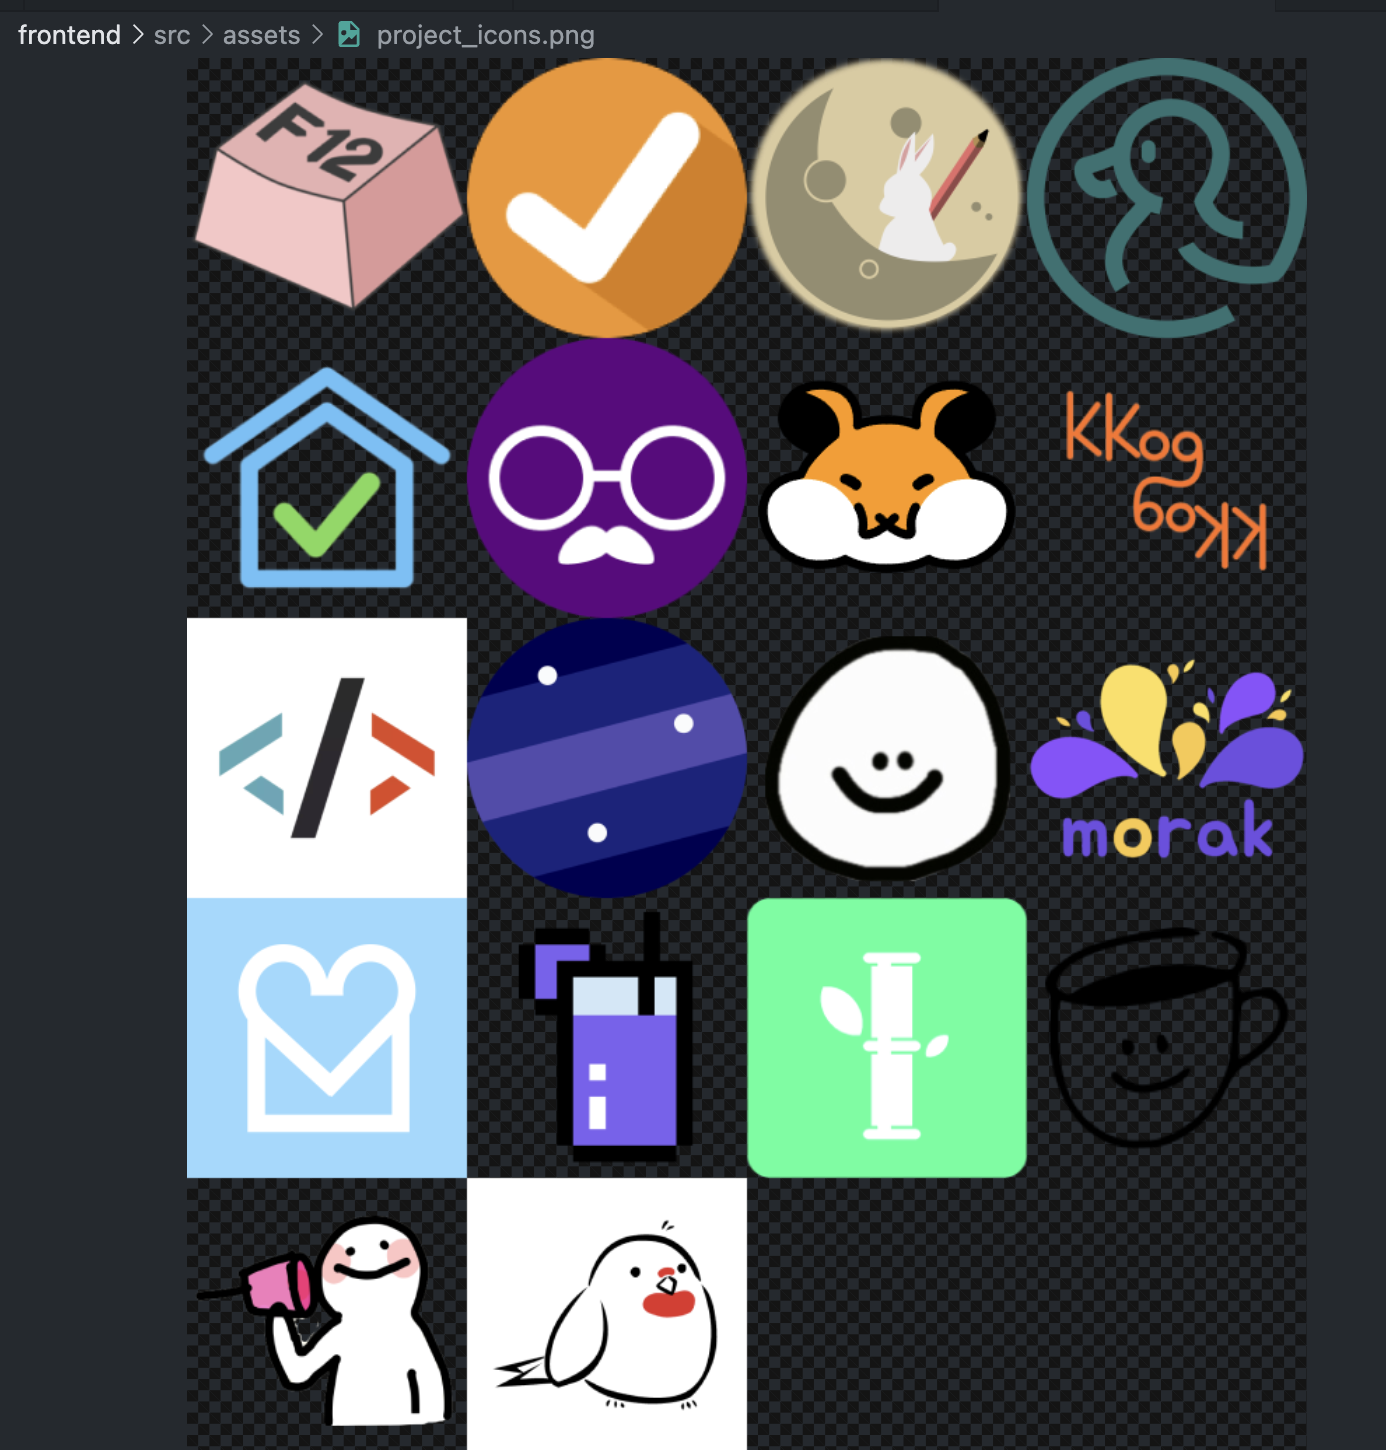 frontend > src > assets > project_icons.png
F12
KKog
KKog
morak